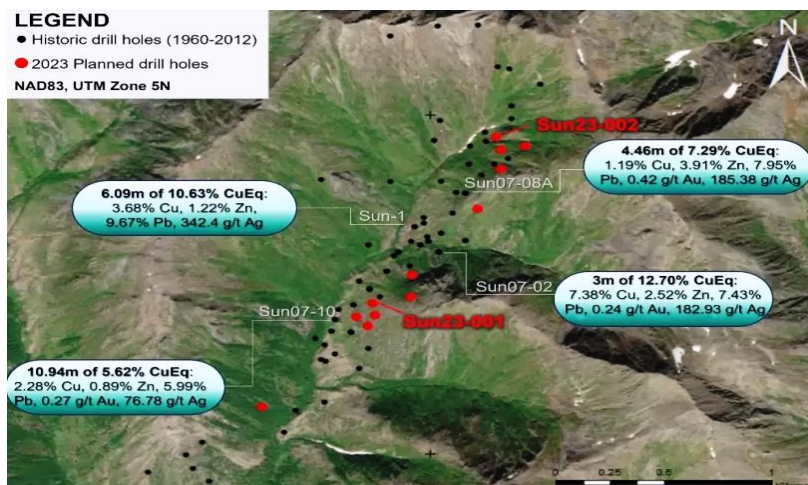 LEGEND
Historic drill holes (1960-2012)
2023 Planned drill holes
NAD83, UTM Zone 5N
N
Sun23-002
4.46m of 7.29% CuEq:
1.19% Cu, 3.91% Zn, 7.95%
Pb, 0.42 g/t Au, 185.38 g/t Ag
Sun07-08A
6.09m of 10.63% CuEq:
3.68% Cu, 1.22% Zn,
9.67% Pb, 342.4 g/t Ag
Sun-1
Sun07-02
3m of 12.70% CuEq:
7.38% Cu, 2.52% Zn, 7.43%
Pb, 0.24 g/t Au, 182.93 g/t Ag
Sun07-10
Sun23-001
10.94m of 5.62% CuEq:
2.28% Cu, 0.89% Zn, 5.99%
Pb, 0.27 g/t Au, 76.78 g/t Ag
0 0.25 0.5 1